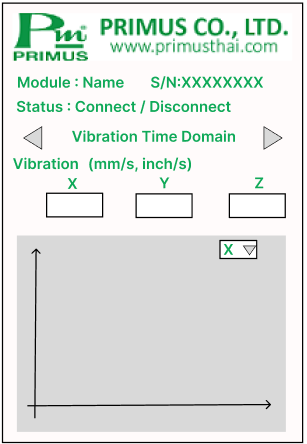 Pm®
PRIMUS
PRIMUS CO., LTD.
www.primusthai.com
Module : Name S/N:XXXXXXXX
Status : Connect / Disconnect
Vibration Time Domain
Vibration (mm/s, inch/s)
X Y Z
X